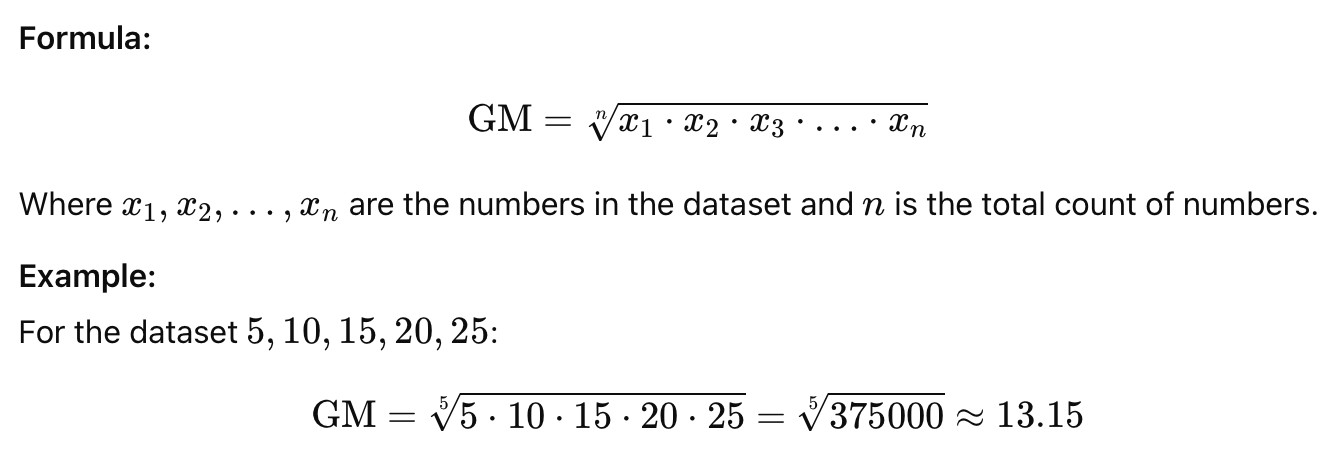 Formula:
GM = ⁿ√(x₁ · x₂ · x₃ · … · xₙ)
Where x₁, x₂, …, xₙ are the numbers in the dataset and n is the total count of numbers.
Example:
For the dataset 5, 10, 15, 20, 25:
GM = ⁵√(5 · 10 · 15 · 20 · 25) = ⁵√375000 ≈ 13.15